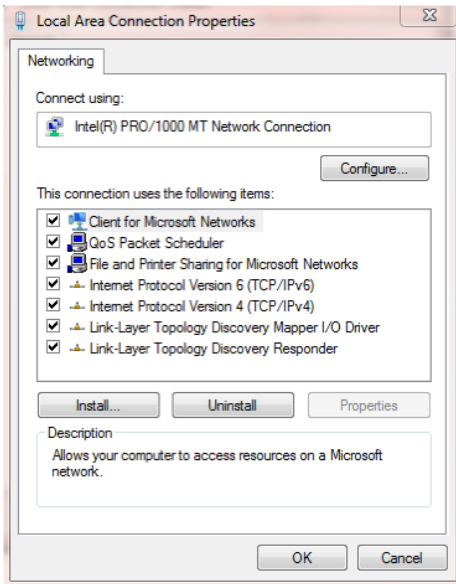 Local Area Connection Properties
Networking
Connect using:
Intel(R) PRO/1000 MT Network Connection
Configure...
This connection uses the following items:
Client for Microsoft Networks
QoS Packet Scheduler
File and Printer Sharing for Microsoft Networks
Internet Protocol Version 6 (TCP/IPv6)
Internet Protocol Version 4 (TCP/IPv4)
Link-Layer Topology Discovery Mapper I/O Driver
Link-Layer Topology Discovery Responder
Install... Uninstall Properties
Description
Allows your computer to access resources on a Microsoft
network.
OK Cancel